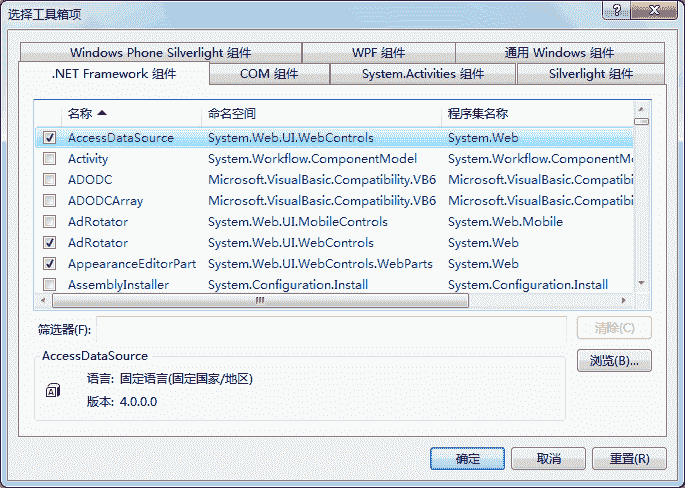 选择工具箱项
Windows Phone Silverlight 组件 WPF 组件 通用 Windows 组件
.NET Framework 组件 COM 组件 System.Activities 组件 Silverlight 组件
名称 命名空间 程序集名称
AccessDataSource System.Web.UI.WebControls System.Web
Activity System.Workflow.ComponentModel System.Workflow.ComponentMo
ADODC Microsoft.VisualBasic.Compatibility.VB6 Microsoft.VisualBasic.Compatibi
ADODCArray Microsoft.VisualBasic.Compatibility.VB6 Microsoft.VisualBasic.Compatibi
AdRotator System.Web.UI.MobileControls System.Web.Mobile
AdRotator System.Web.UI.WebControls System.Web
AppearanceEditorPart System.Web.UI.WebControls.WebParts System.Web
AssemblyInstaller System.Configuration.Install System.Configuration.Install
筛选器(F): 清除(C)
AccessDataSource 浏览(B)...
语言: 固定语言(固定国家/地区)
版本: 4.0.0.0
确定 取消 重置(R)